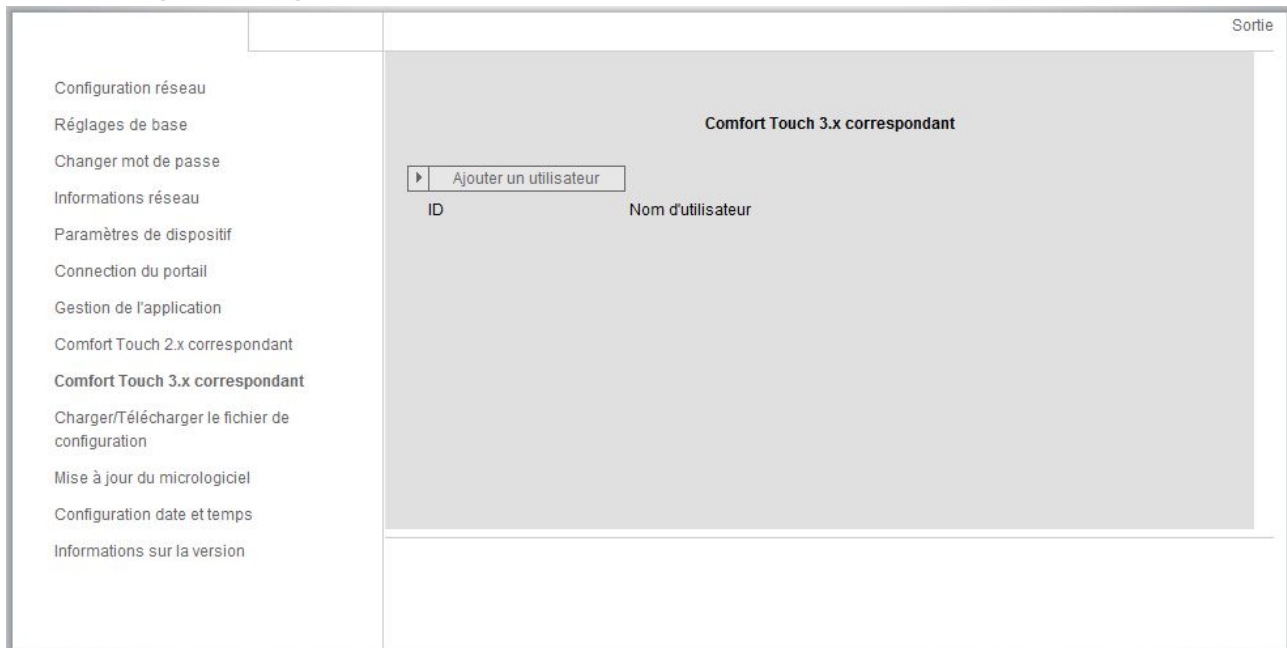 Sortie
Configuration réseau
Réglages de base
Changer mot de passe
Informations réseau
Paramètres de dispositif
Connection du portail
Gestion de l'application
Comfort Touch 2.x correspondant
Comfort Touch 3.x correspondant
Charger/Télécharger le fichier de
configuration
Mise à jour du micrologiciel
Configuration date et temps
Informations sur la version
Comfort Touch 3.x correspondant
Ajouter un utilisateur
ID Nom d'utilisateur